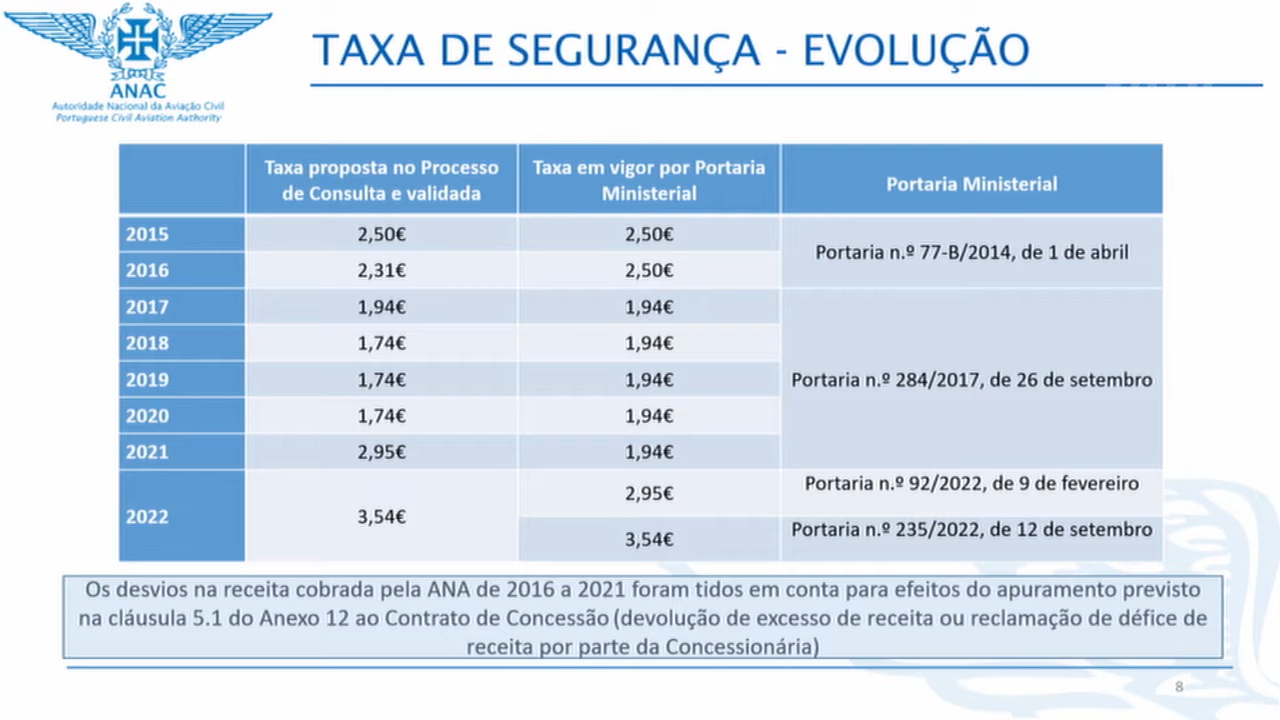 ANAC
Autoridade Nacional da Aviação Civil
Portuguese Civil Aviation Authority
TAXA DE SEGURANÇA - EVOLUÇÃO
Taxa proposta no Processo
de Consulta e validada
Taxa em vigor por Portaria
Ministerial
Portaria Ministerial
2015 2,50€ 2,50€
Portaria n.º 77-B/2014, de 1 de abril
2016 2,31€ 2,50€
2017 1,94€ 1,94€
2018 1,74€ 1,94€
2019 1,74€ 1,94€ Portaria n.º 284/2017, de 26 de setembro
2020 1,74€ 1,94€
2021 2,95€ 1,94€
2,95€ Portaria n.º 92/2022, de 9 de fevereiro
2022 3,54€
3,54€ Portaria n.º 235/2022, de 12 de setembro
Os desvios na receita cobrada pela ANA de 2016 a 2021 foram tidos em conta para efeitos do apuramento previsto
na cláusula 5.1 do Anexo 12 ao Contrato de Concessão (devolução de excesso de receita ou reclamação de défice de
receita por parte da Concessionária)
8